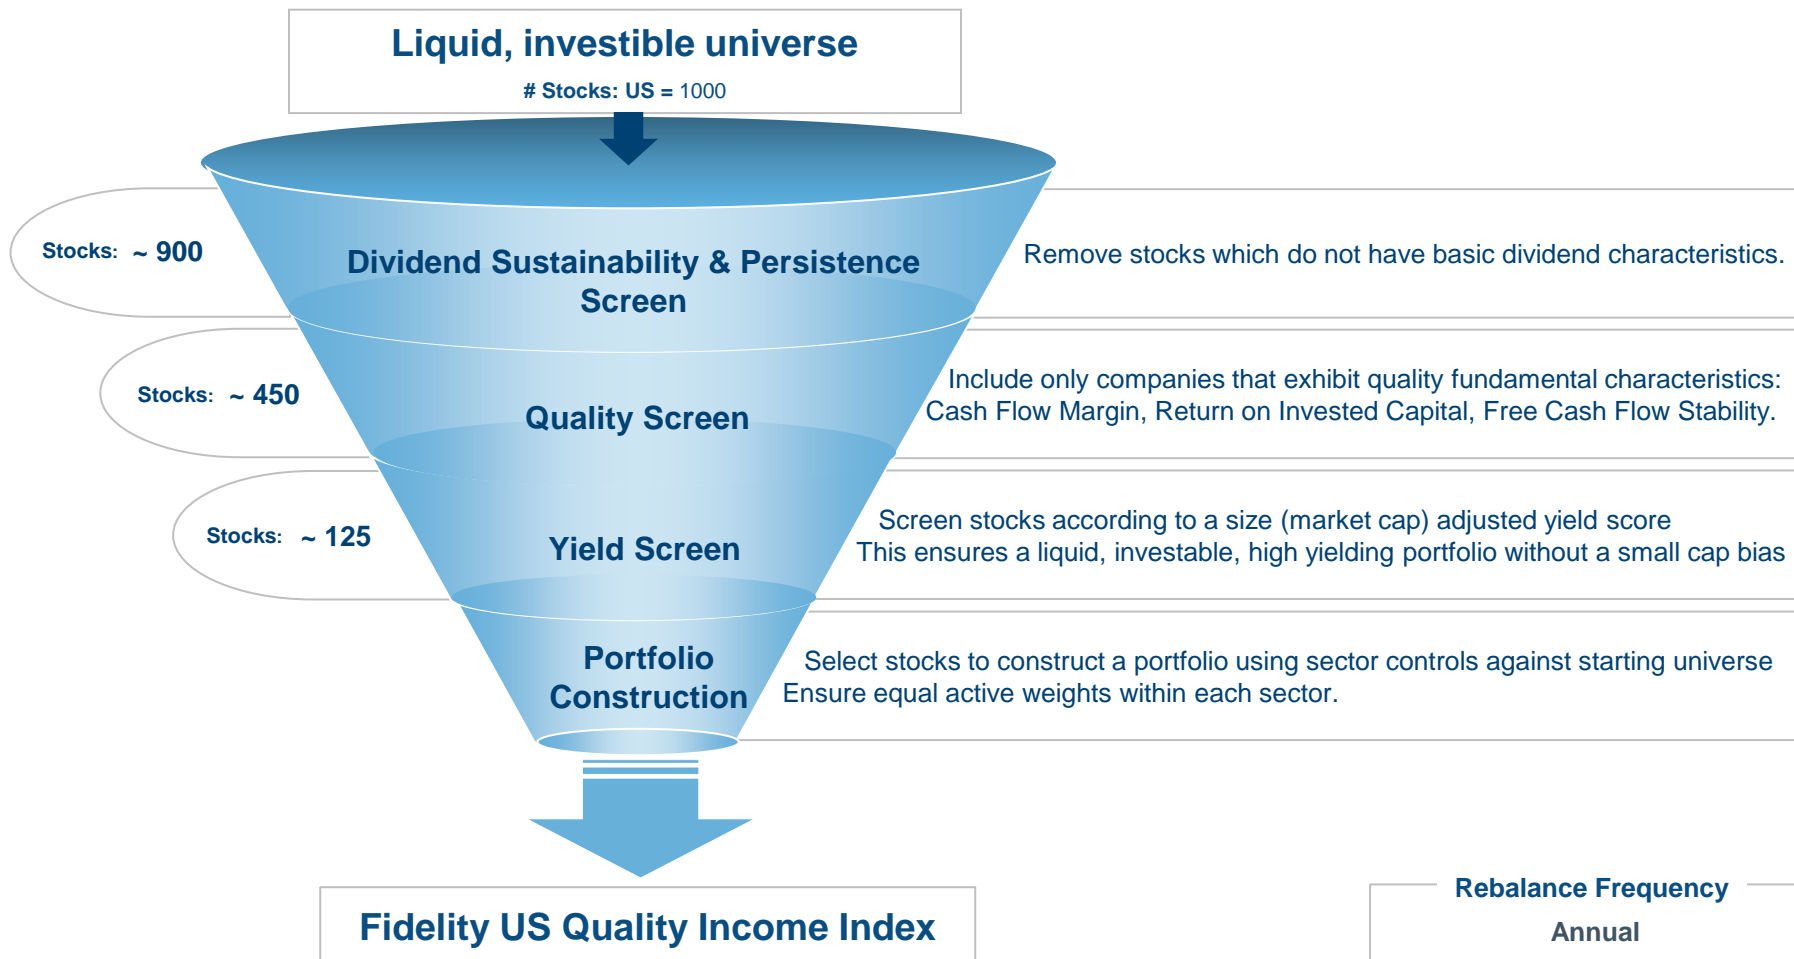 Liquid, investible universe
# Stocks: US = 1000
Stocks: ~ 900
Dividend Sustainability & Persistence
Screen
Remove stocks which do not have basic dividend characteristics.
Stocks: ~ 450
Quality Screen
Include only companies that exhibit quality fundamental characteristics:
Cash Flow Margin, Return on Invested Capital, Free Cash Flow Stability.
Stocks: ~ 125
Yield Screen
Screen stocks according to a size (market cap) adjusted yield score
This ensures a liquid, investable, high yielding portfolio without a small cap bias
Portfolio
Construction
Select stocks to construct a portfolio using sector controls against starting universe
Ensure equal active weights within each sector.
Fidelity US Quality Income Index
Rebalance Frequency
Annual